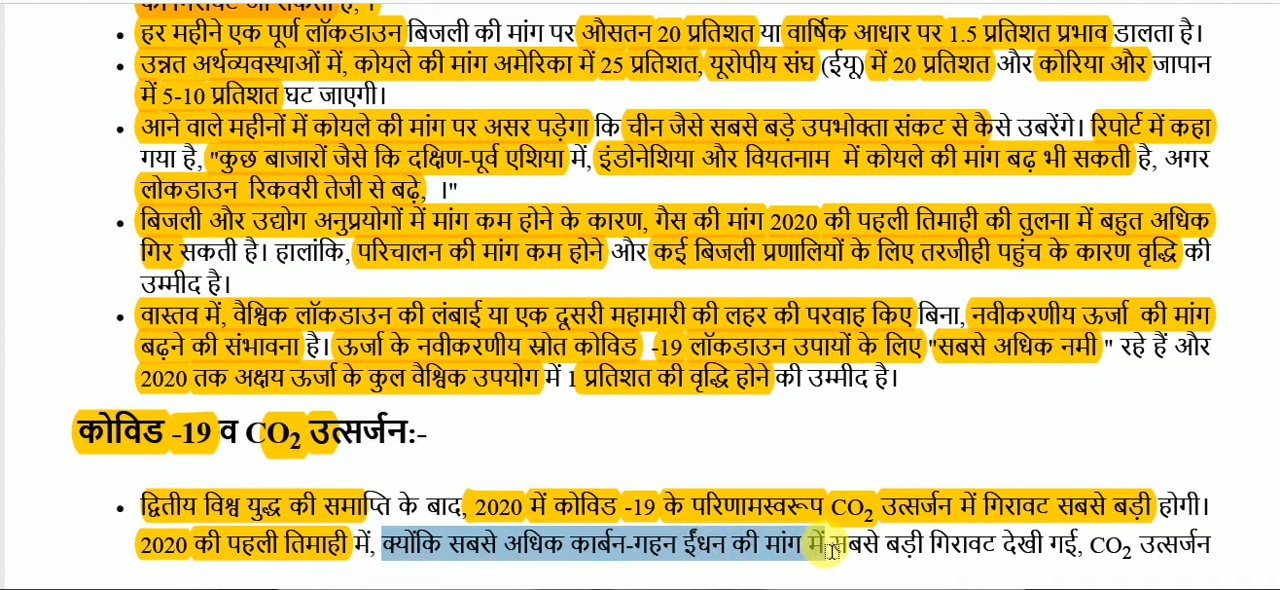 हर महीने एक पूर्ण लॉकडाउन बिजली की मांग पर औसतन 20 प्रतिशत या वार्षिक आधार पर 1.5 प्रतिशत प्रभाव डालता है।
उन्नत अर्थव्यवस्थाओं में, कोयले की मांग अमेरिका में 25 प्रतिशत, यूरोपीय संघ (ईयू) में 20 प्रतिशत और कोरिया और जापान
में 5-10 प्रतिशत घट जाएगी।
आने वाले महीनों में कोयले की मांग पर असर पड़ेगा कि चीन जैसे सबसे बड़े उपभोक्ता संकट से कैसे उबरेंगे। रिपोर्ट में कहा
गया है, "कुछ बाजारों जैसे कि दक्षिण-पूर्व एशिया में, इंडोनेशिया और वियतनाम में कोयले की मांग बढ़ भी सकती है, अगर
लोकडाउन रिकवरी तेजी से बढ़े, ।"
बिजली और उद्योग अनुप्रयोगों में मांग कम होने के कारण, गैस की मांग 2020 की पहली तिमाही की तुलना में बहुत अधिक
गिर सकती है। हालांकि, परिचालन की मांग कम होने और कई बिजली प्रणालियों के लिए तरजीही पहुंच के कारण वृद्धि की
उम्मीद है।
वास्तव में, वैश्विक लॉकडाउन की लंबाई या एक दूसरी महामारी की लहर की परवाह किए बिना, नवीकरणीय ऊर्जा की मांग
बढ़ने की संभावना है। ऊर्जा के नवीकरणीय स्रोत कोविड -19 लॉकडाउन उपायों के लिए "सबसे अधिक नमी " रहे हैं और
2020 तक अक्षय ऊर्जा के कुल वैश्विक उपयोग में 1 प्रतिशत की वृद्धि होने की उम्मीद है।
कोविड -19 व CO₂ उत्सर्जन:-
द्वितीय विश्व युद्ध की समाप्ति के बाद, 2020 में कोविड -19 के परिणामस्वरूप CO₂ उत्सर्जन में गिरावट सबसे बड़ी होगी।
2020 की पहली तिमाही में, क्योंकि सबसे अधिक कार्बन-गहन ईंधन की मांग में सबसे बड़ी गिरावट देखी गई, CO₂ उत्सर्जन